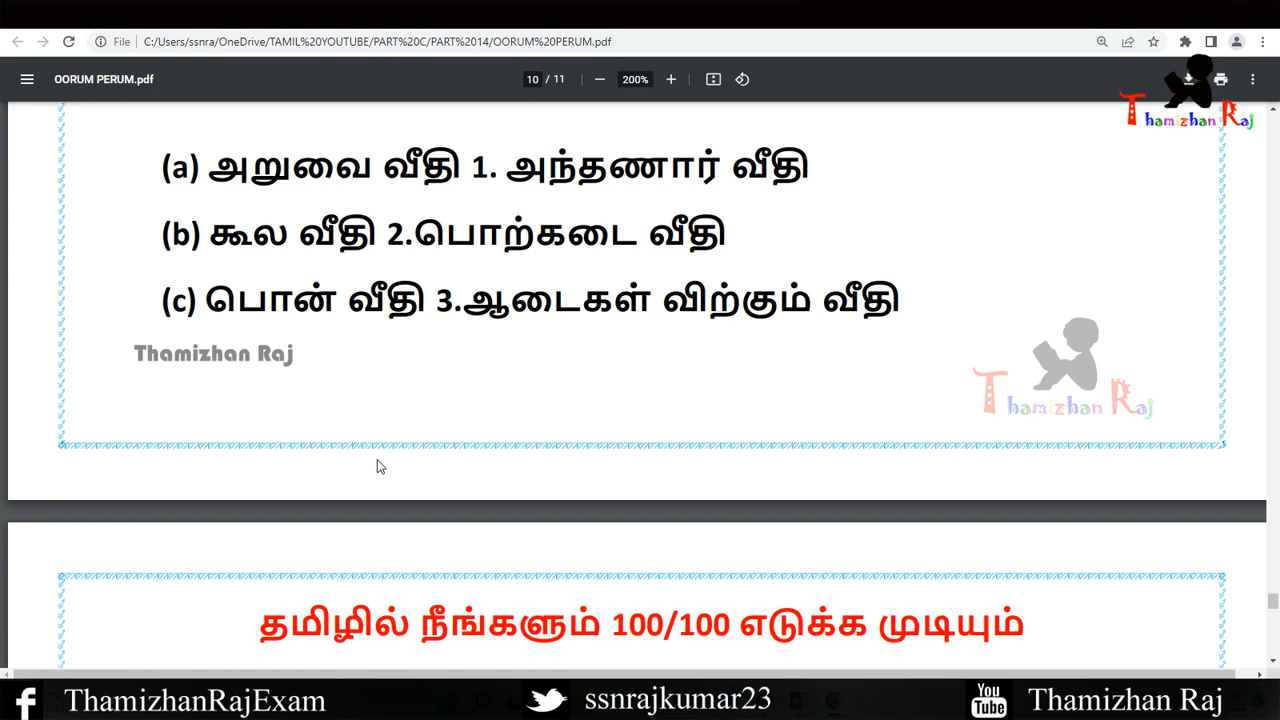 File C:/Users/ssnra/OneDrive/TAMIL%20YOUTUBE/PART%20C/PART%2014/OORUM%20PERUM.pdf
OORUM PERUM.pdf 10 / 11 200%
Thamizhan Raj
(a) அறுவை வீதி 1. அந்தணார் வீதி
(b) கூல வீதி 2.பொற்கடை வீதி
(c) பொன் வீதி 3.ஆடைகள் விற்கும் வீதி
Thamizhan Raj
Thamizhan Raj
தமிழில் நீங்களும் 100/100 எடுக்க முடியும்
ThamizhanRajExam ssnrajkumar23 You Tube Thamizhan Raj